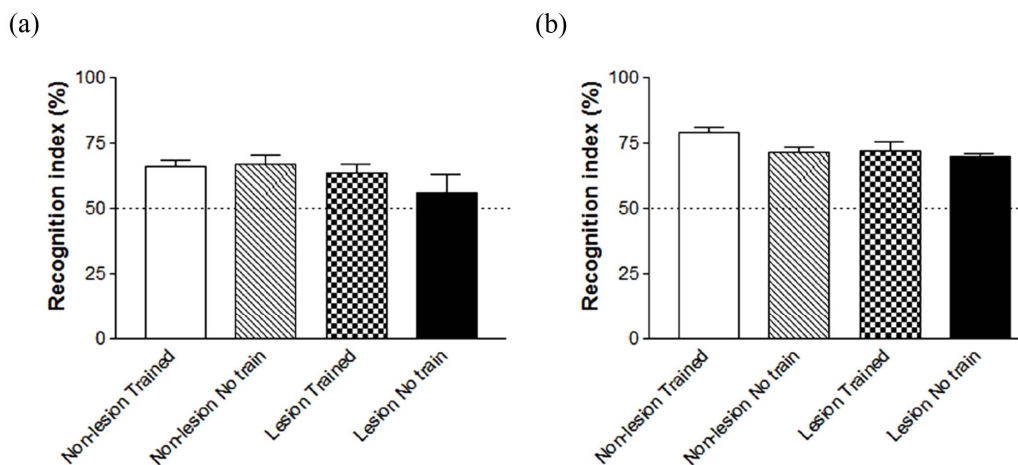 (a)
Recognition index (%)
100
75
50
25
0
Non-lesion Trained
Non-lesion No train
Lesion Trained
Lesion No train
(b)
Recognition index (%)
100
75
50
25
0
Non-lesion Trained
Non-lesion No train
Lesion Trained
Lesion No train